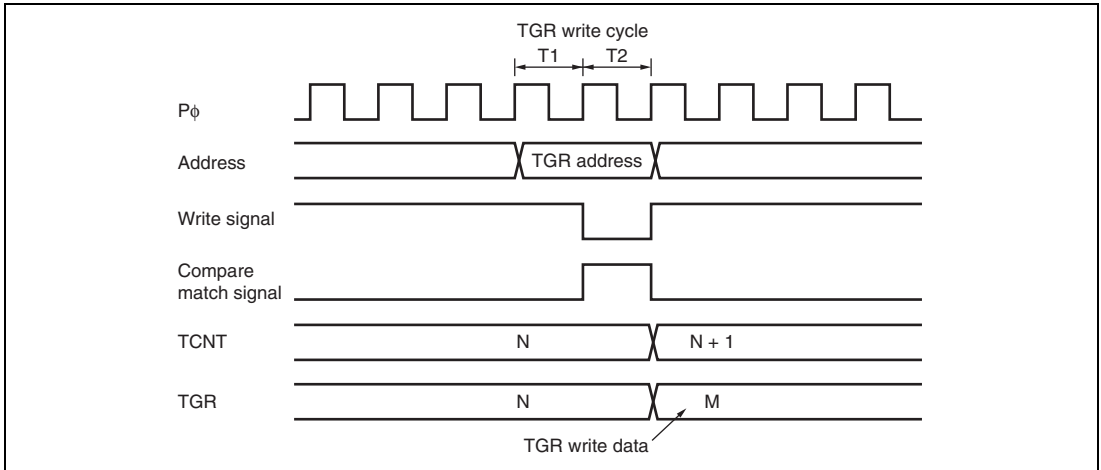 TGR write cycle
T1 T2
Pϕ
Address TGR address
Write signal
Compare
match signal
TCNT N N + 1
TGR N M
TGR write data